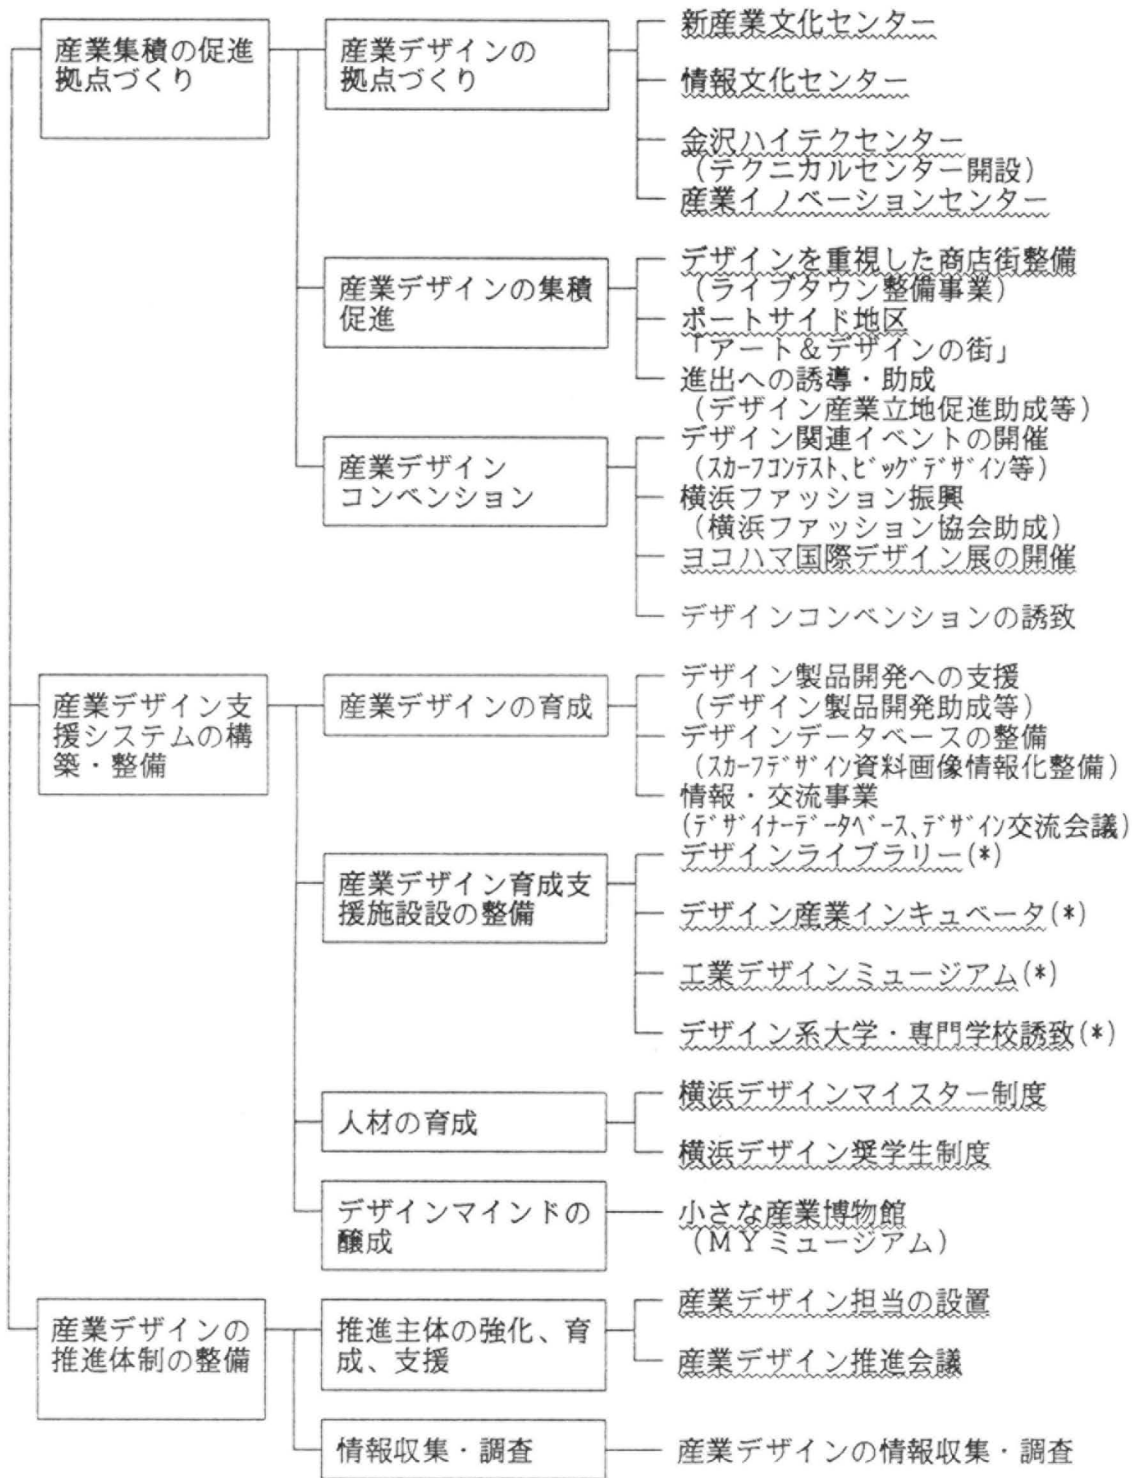 産業集積の促進
拠点づくり
産業デザインの
拠点づくり
新産業文化センター
情報文化センター
金沢ハイテクセンター
(テクニカルセンター開設)
産業イノベーションセンター
産業デザインの集積
促進
デザインを重視した商店街整備
(ライブタウン整備事業)
ポートサイド地区
「アート&デザインの街」
進出への誘導・助成
(デザイン産業立地促進助成等)
産業デザイン
コンベンション
デザイン関連イベントの開催
(スカーフコンテスト、ビッグデザイン等)
横浜ファッション振興
(横浜ファッション協会助成)
ヨコハマ国際デザイン展の開催
デザインコンベンションの誘致
産業デザイン支
援システムの構
築・整備
産業デザインの育成
デザイン製品開発への支援
(デザイン製品開発助成等)
デザインデータベースの整備
(スカーフデザイン資料画像情報化整備)
情報・交流事業
(デザイナーデータベース、デザイン交流会議)
産業デザイン育成支
援施設設の整備
デザインライブラリー(*)
デザイン産業インキュベータ(*)
工業デザインミュージアム(*)
デザイン系大学・専門学校誘致(*)
人材の育成
横浜デザインマイスター制度
横浜デザイン奨学生制度
デザインマインドの
醸成
小さな産業博物館
(MYミュージアム)
産業デザインの
推進体制の整備
推進主体の強化、育
成、支援
産業デザイン担当の設置
産業デザイン推進会議
情報収集・調査
産業デザインの情報収集・調査